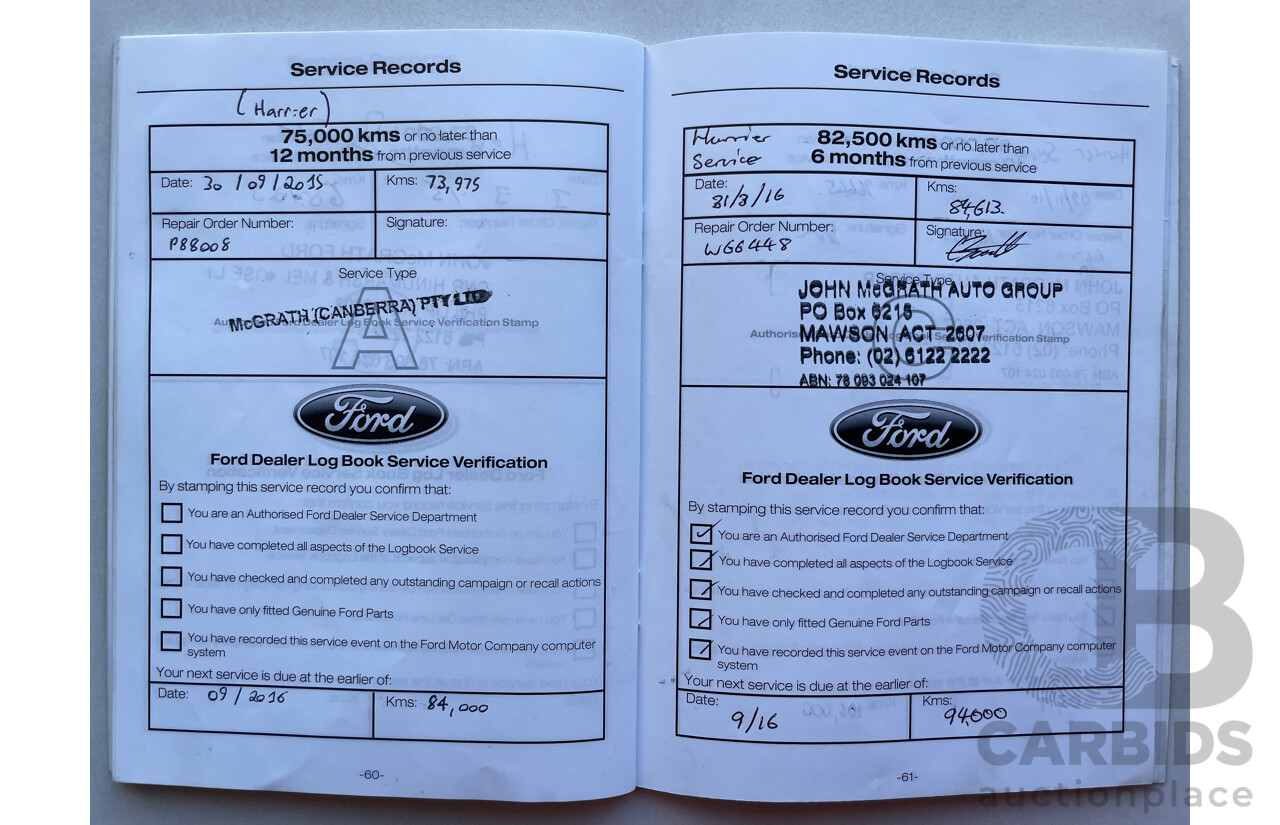 Service Records
(Harrier)
75,000 kms or no later than
12 months from previous service
Date: 30/09/2015
Kms: 73,975
Repair Order Number:
P88008
Signature:
Service Type
A
McGRATH (CANBERRA) PTY LTD
Authorised Ford Dealer Log Book Service Verification Stamp
Ford
Ford Dealer Log Book Service Verification
By stamping this service record you confirm that:
You are an Authorised Ford Dealer Service Department
You have completed all aspects of the Logbook Service
You have checked and completed any outstanding campaign or recall actions
You have only fitted Genuine Ford Parts
You have recorded this service event on the Ford Motor Company computer
system
Your next service is due at the earlier of:
Date: 09/2016
Kms: 84,000
-60-
Service Records
Hurrier
Service
82,500 kms or no later than
6 months from previous service
Date:
31/3/16
Kms:
84,613.
Repair Order Number:
WG6448
Signature:
Service Type
JOHN McGRATH AUTO GROUP
PO Box 6215
MAWSON ACT 2607
Authorised Verification Stamp
Phone: (02) 6122 2222
ABN: 78 093 024 107
Ford
Ford Dealer Log Book Service Verification
By stamping this service record you confirm that:
You are an Authorised Ford Dealer Service Department
You have completed all aspects of the Logbook Service
You have checked and completed any outstanding campaign or recall actions
You have only fitted Genuine Ford Parts
You have recorded this service event on the Ford Motor Company computer
system
Your next service is due at the earlier of:
Date:
9/16
Kms:
94,000
-61-
CARBIDS
auctionplace